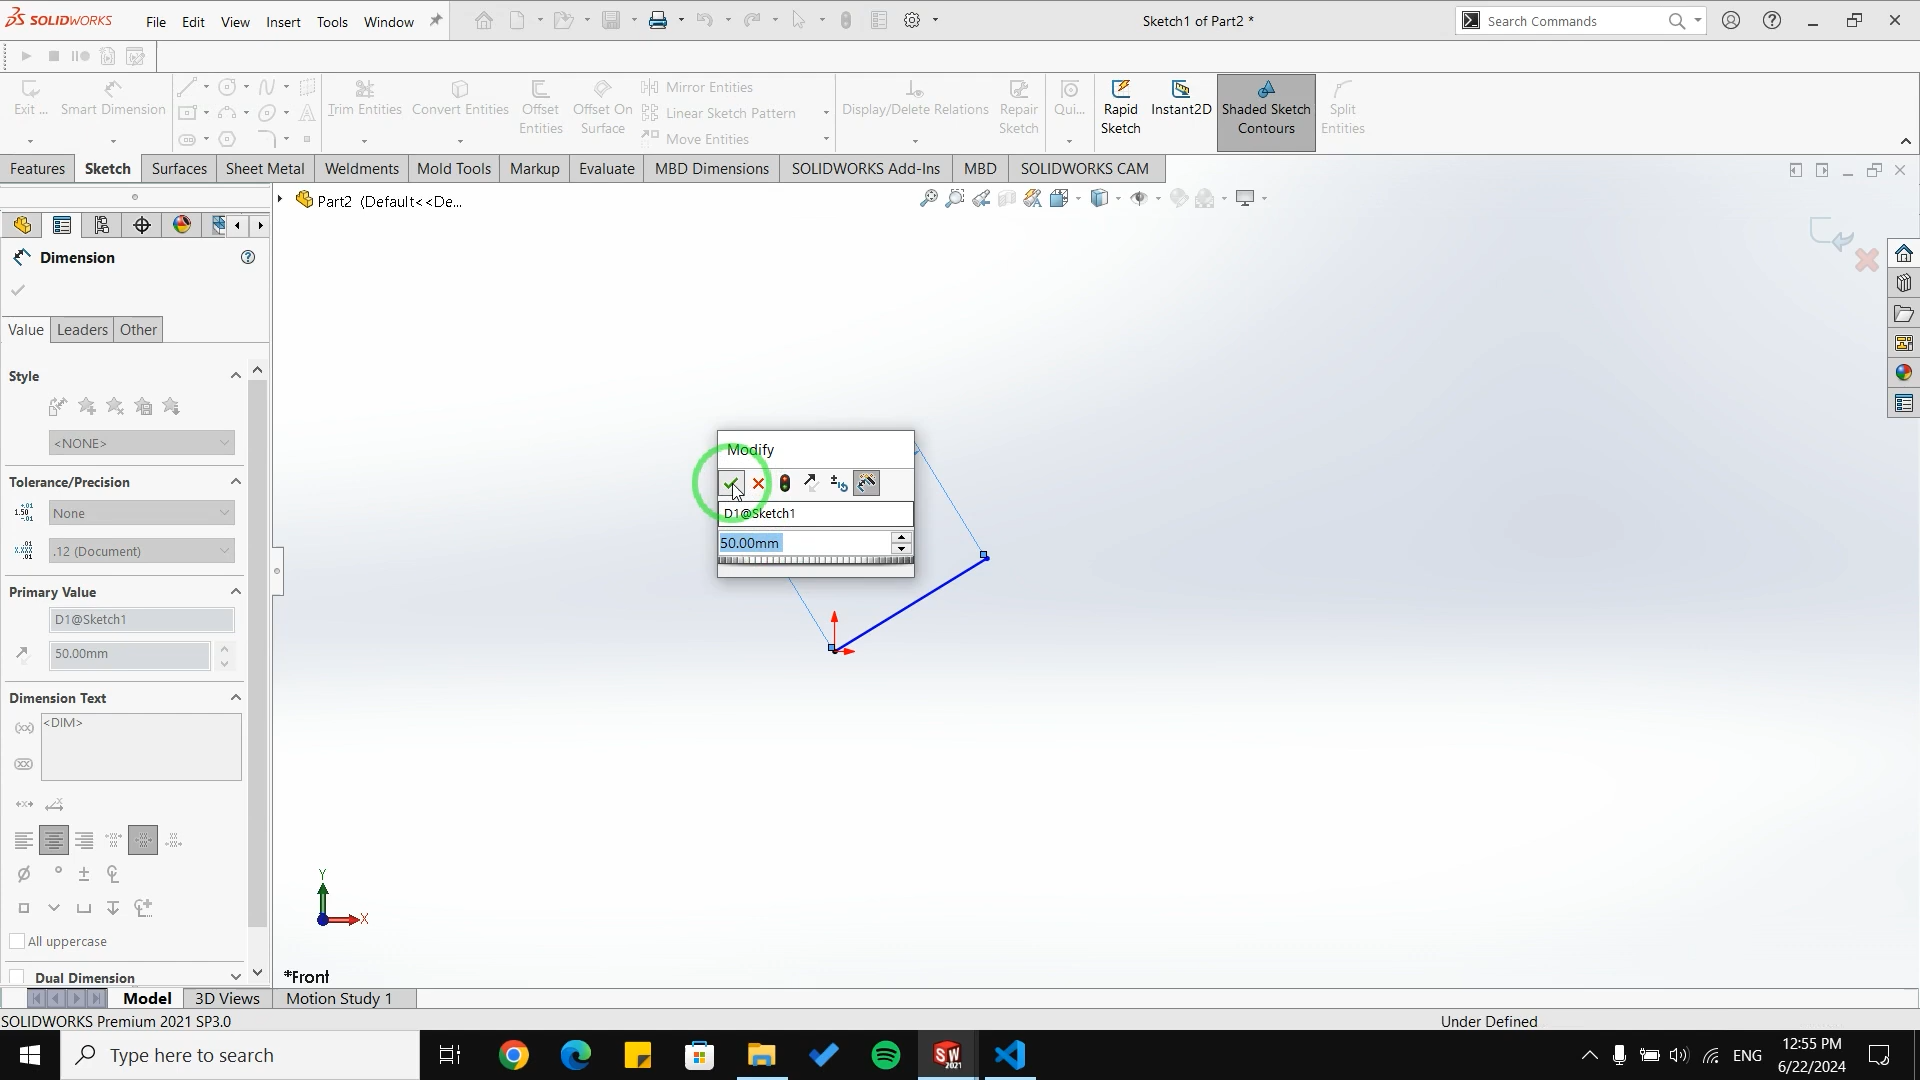 SOLIDWORKS File Edit View Insert Tools Window
Sketch1 of Part2 *
Search Commands
Exit ...
Smart Dimension
Trim Entities
Convert Entities
Offset
Entities
Offset On
Surface
Mirror Entities
Linear Sketch Pattern
Move Entities
Display/Delete Relations
Repair
Sketch
Qui...
Rapid
Sketch
Instant2D
Shaded Sketch
Contours
Split
Entities
Features Sketch Surfaces Sheet Metal Weldments Mold Tools Markup Evaluate MBD Dimensions SOLIDWORKS Add-Ins MBD SOLIDWORKS CAM
Part2 (Default<<De...
Dimension
Value Leaders Other
Style
<NONE>
Tolerance/Precision
None
.12 (Document)
Primary Value
D1@Sketch1
50.00mm
Dimension Text
<DIM>
All uppercase
Dual Dimension
Modify
D1@Sketch1
50.00mm
Y
X
*Front
Model 3D Views Motion Study 1
SOLIDWORKS Premium 2021 SP3.0
Under Defined
Type here to search
SW
2021
ENG
12:55 PM
6/22/2024